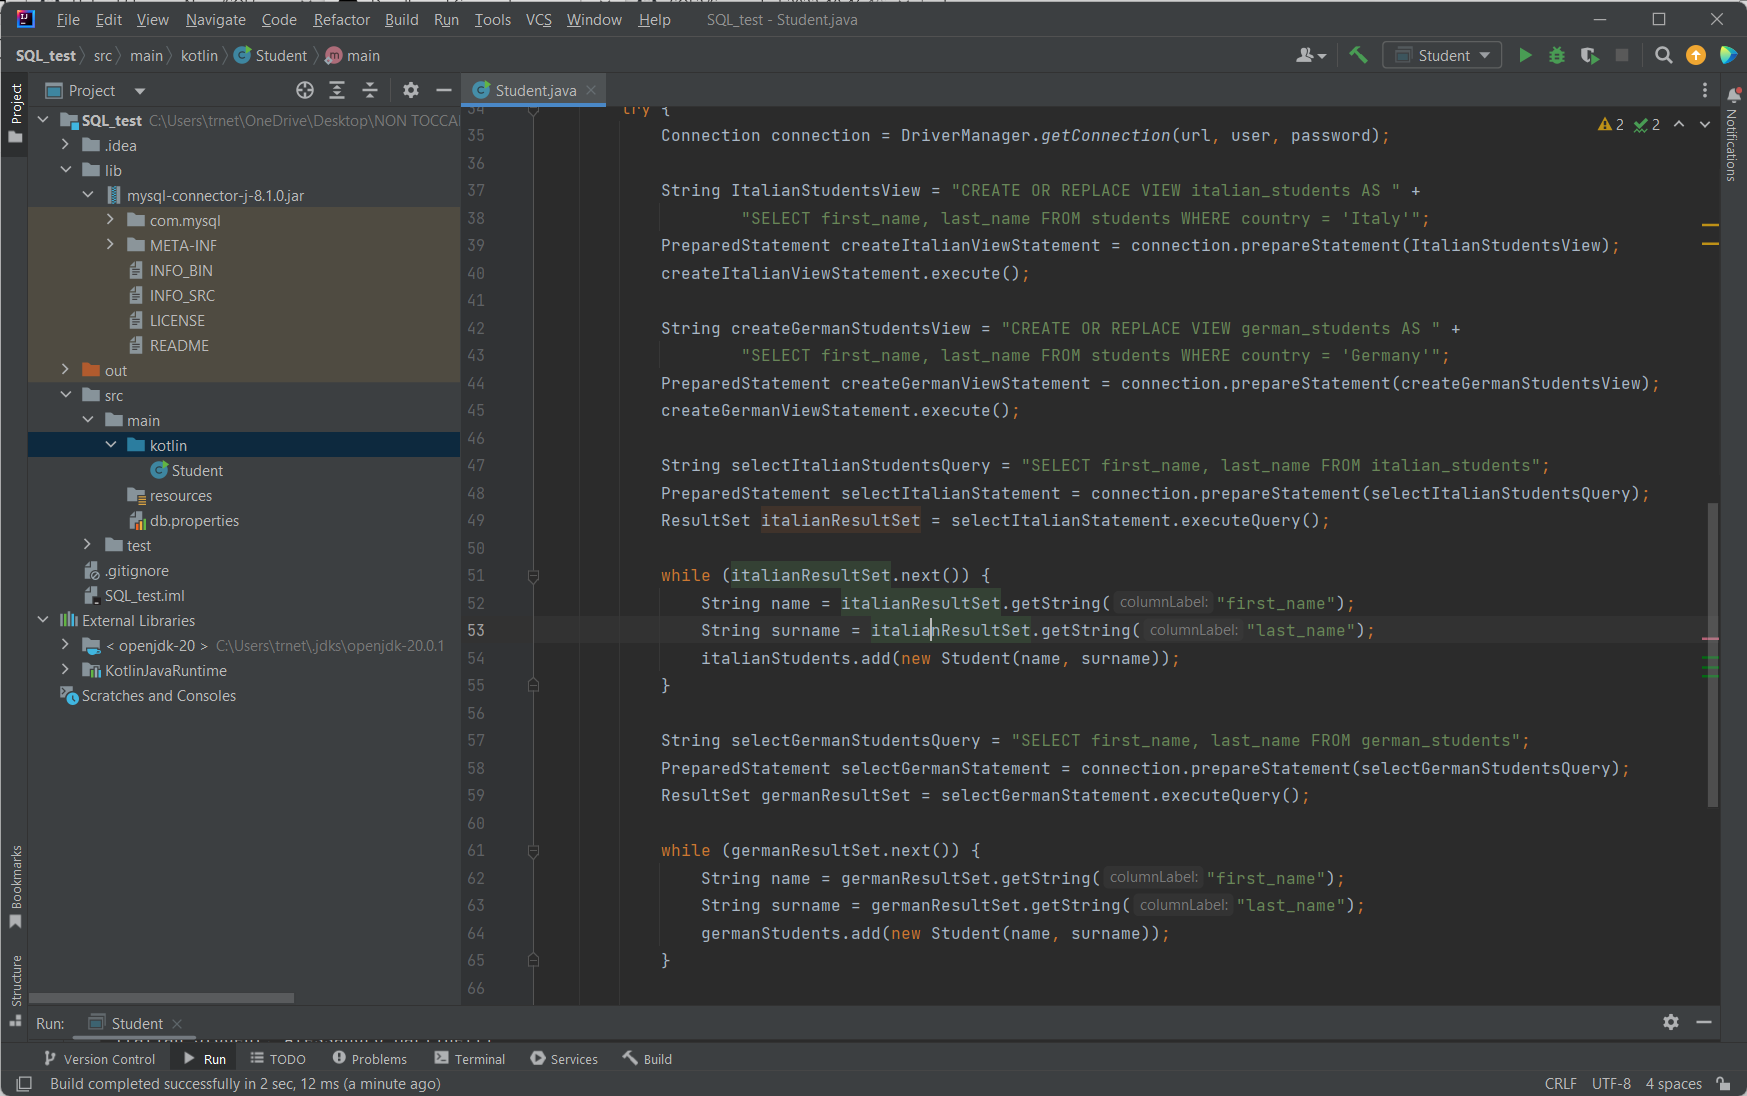 File Edit View Navigate Code Refactor Build Run Tools VCS Window Help SQL_test - Student.java
SQL_test src main kotlin Student main
Student
Project
Student.java
Project
SQL_test C:\Users\trnet\OneDrive\Desktop\NON TOCCA
.idea
lib
mysql-connector-j-8.1.0.jar
com.mysql
META-INF
INFO_BIN
INFO_SRC
LICENSE
README
out
src
main
kotlin
Student
resources
db.properties
test
.gitignore
SQL_test.iml
External Libraries
< openjdk-20 > C:\Users\trnet\.jdks\openjdk-20.0.1
KotlinJavaRuntime
Scratches and Consoles
Bookmarks
Structure
2 2
Notifications
34 try {
35 Connection connection = DriverManager.getConnection(url, user, password);
36
37 String ItalianStudentsView = "CREATE OR REPLACE VIEW italian_students AS " +
38 "SELECT first_name, last_name FROM students WHERE country = 'Italy'";
39 PreparedStatement createItalianViewStatement = connection.prepareStatement(ItalianStudentsView);
40 createItalianViewStatement.execute();
41
42 String createGermanStudentsView = "CREATE OR REPLACE VIEW german_students AS " +
43 "SELECT first_name, last_name FROM students WHERE country = 'Germany'";
44 PreparedStatement createGermanViewStatement = connection.prepareStatement(createGermanStudentsView);
45 createGermanViewStatement.execute();
46
47 String selectItalianStudentsQuery = "SELECT first_name, last_name FROM italian_students";
48 PreparedStatement selectItalianStatement = connection.prepareStatement(selectItalianStudentsQuery);
49 ResultSet italianResultSet = selectItalianStatement.executeQuery();
50
51 while (italianResultSet.next()) {
52 String name = italianResultSet.getString( columnLabel: "first_name");
53 String surname = italianResultSet.getString( columnLabel: "last_name");
54 italianStudents.add(new Student(name, surname));
55 }
56
57 String selectGermanStudentsQuery = "SELECT first_name, last_name FROM german_students";
58 PreparedStatement selectGermanStatement = connection.prepareStatement(selectGermanStudentsQuery);
59 ResultSet germanResultSet = selectGermanStatement.executeQuery();
60
61 while (germanResultSet.next()) {
62 String name = germanResultSet.getString( columnLabel: "first_name");
63 String surname = germanResultSet.getString( columnLabel: "last_name");
64 germanStudents.add(new Student(name, surname));
65 }
66
Run: Student
Version Control Run TODO Problems Terminal Services Build
Build completed successfully in 2 sec, 12 ms (a minute ago)
CRLF UTF-8 4 spaces